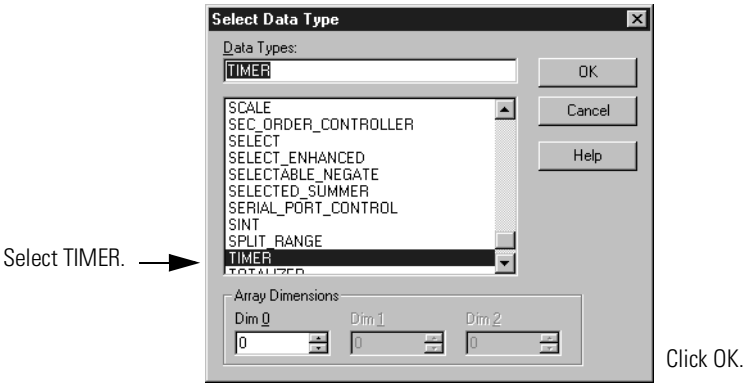 Select Data Type
Data Types:
TIMER
OK
SCALE
SEC_ORDER_CONTROLLER
SELECT
SELECT_ENHANCED
SELECTABLE_NEGATE
SELECTED_SUMMER
SERIAL_PORT_CONTROL
SINT
SPLIT_RANGE
TIMER
TOTALIZER
Cancel
Help
Select TIMER.
Array Dimensions
Dim 0 Dim 1 Dim 2
0 0 0
Click OK.